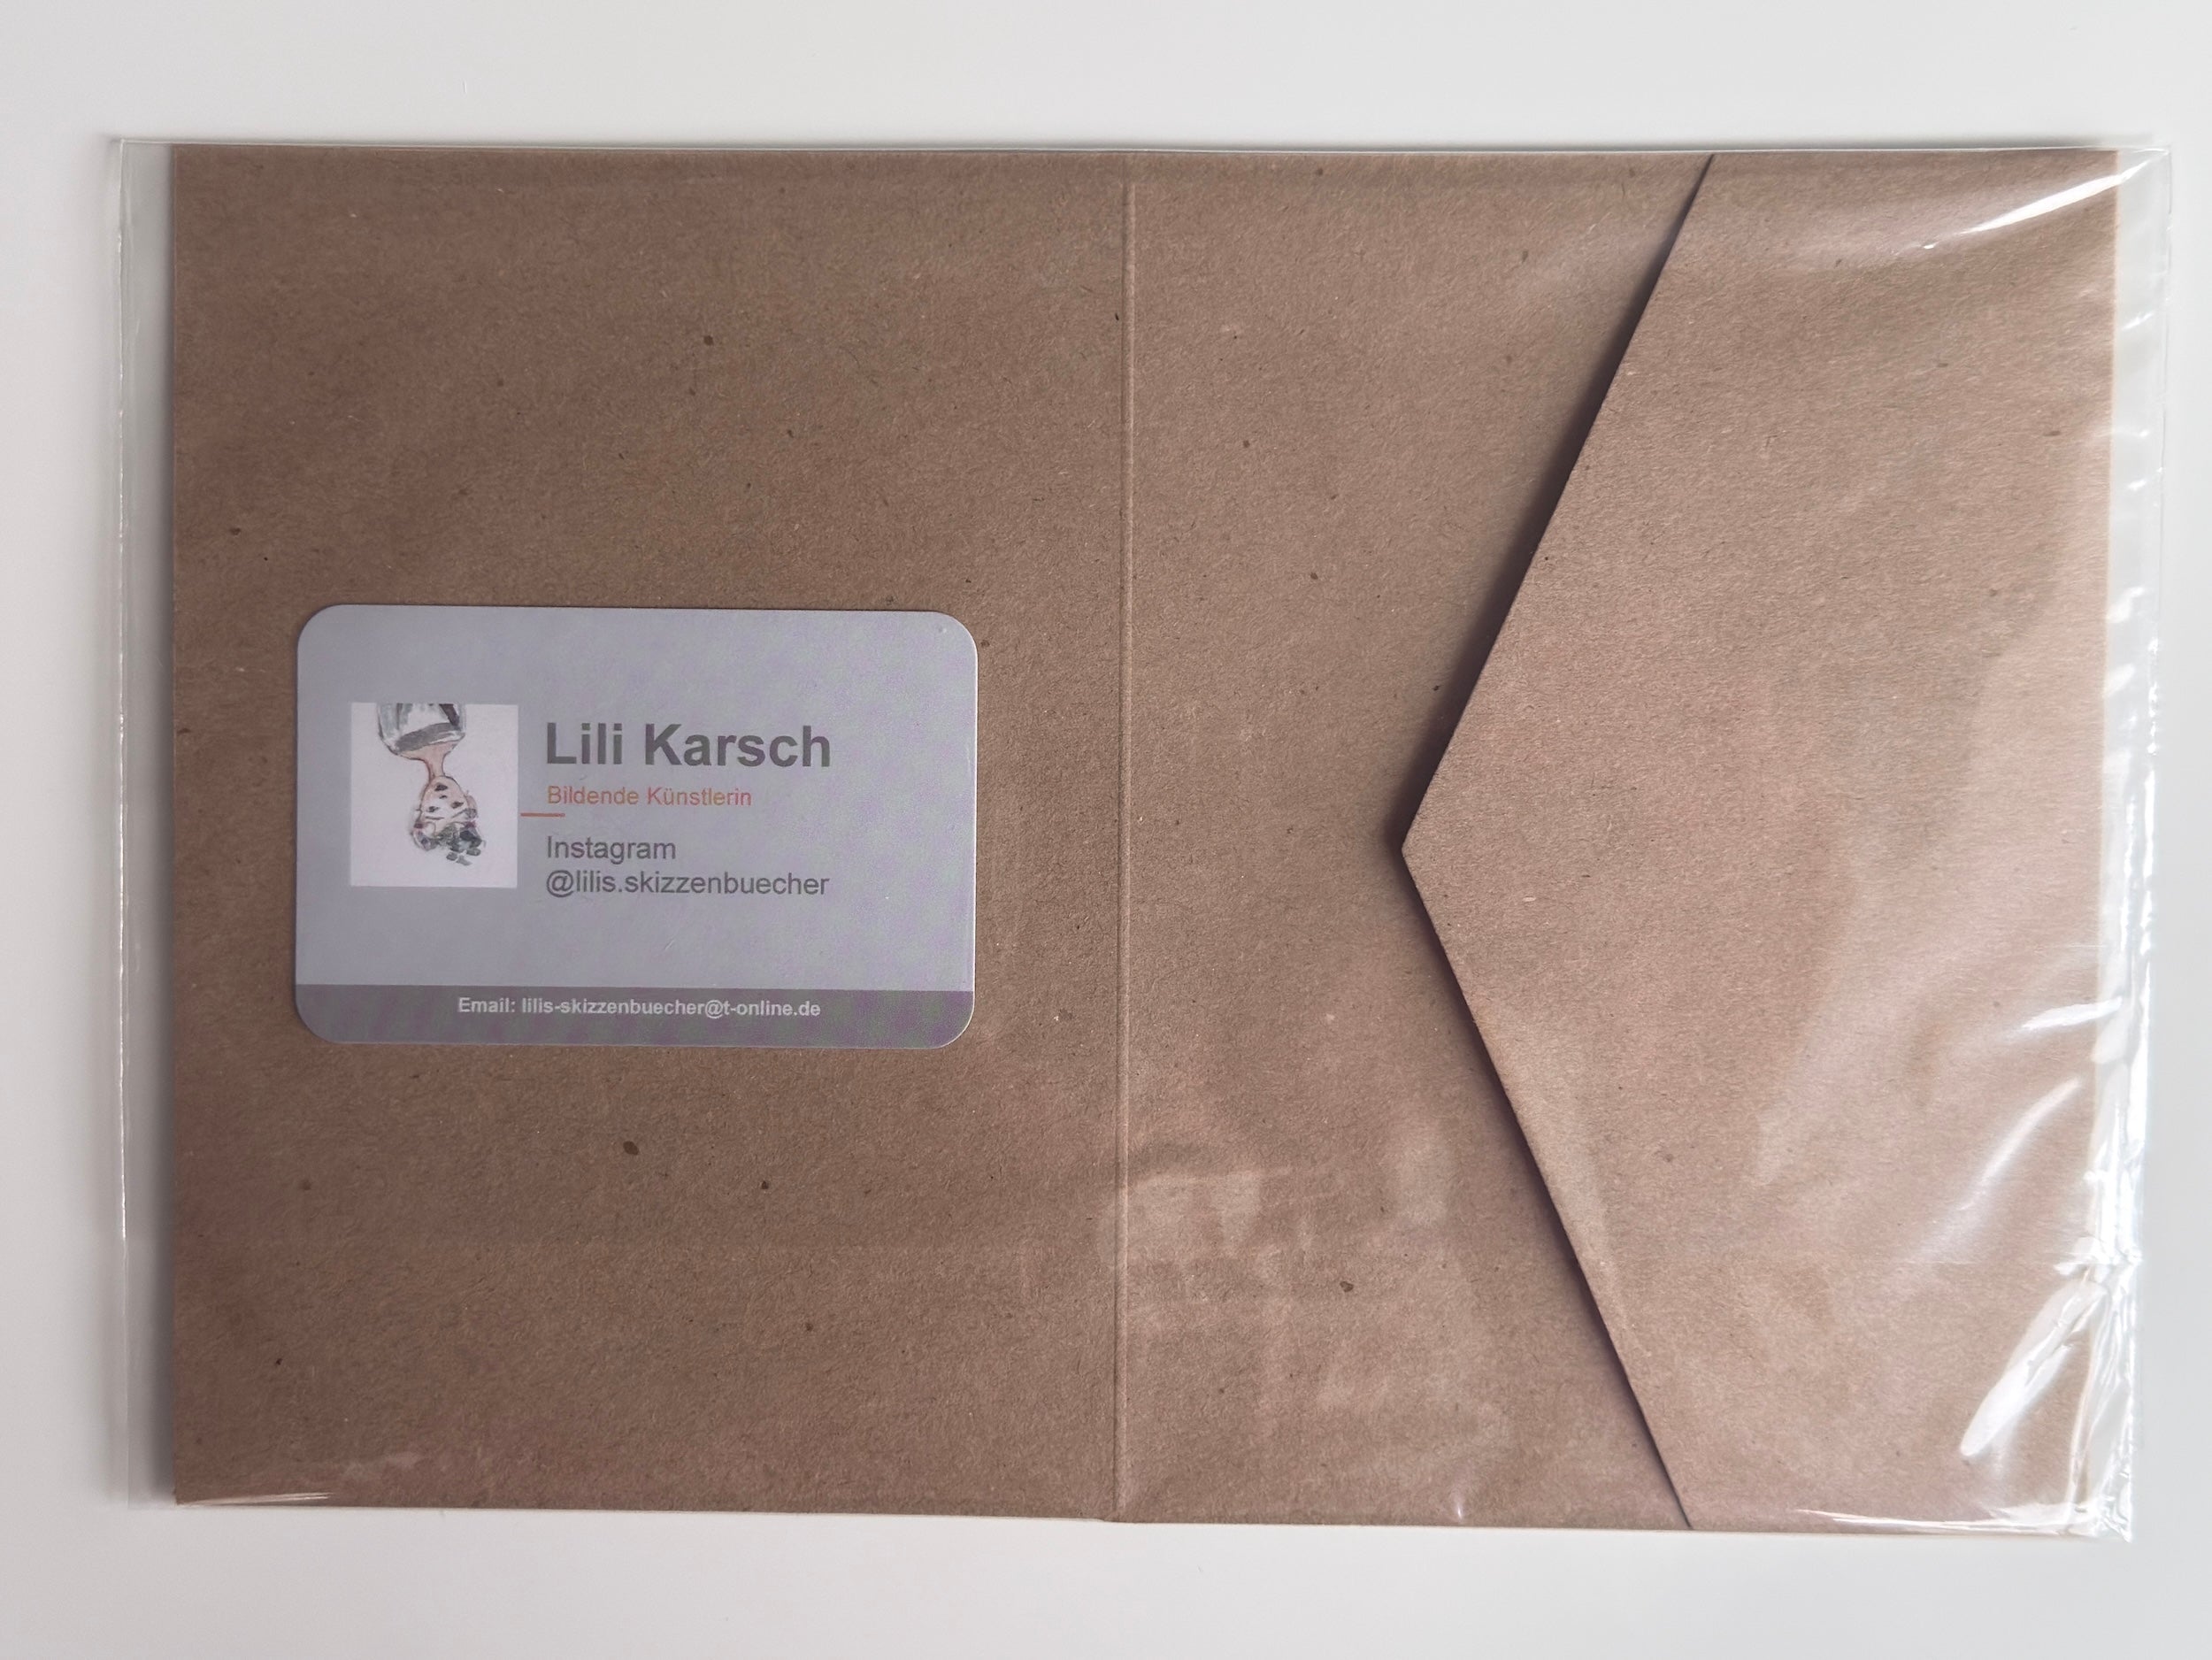 Lili Karsch
Bildende Künstlerin
Instagram
@lilis.skizzenbuecher
Email: lilis-skizzenbuecher@t-online.de